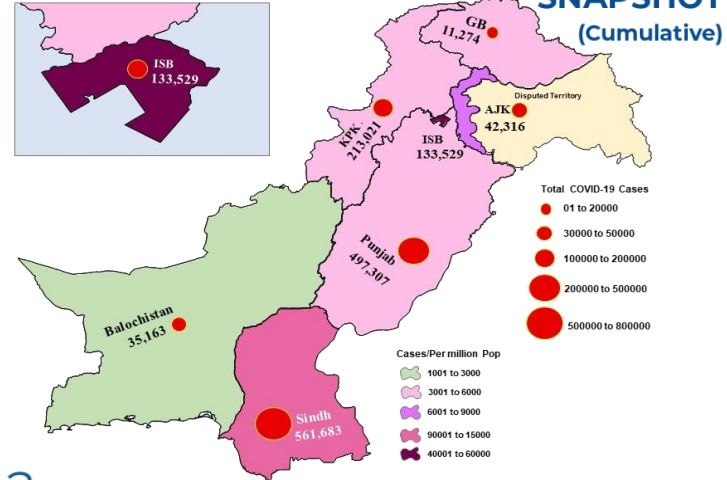 SNAPSHOT
(Cumulative)
ISB
133,529
GB
11,274
Disputed Territory
AJK
42,316
KPK
213,021
ISB
133,529
Punjab
497,307
Balochistan
35,163
Sindh
561,683
Total COVID-19 Cases
01 to 20000
30000 to 50000
100000 to 200000
200000 to 500000
500000 to 800000
Cases/Per million Pop
1001 to 3000
3001 to 6000
6001 to 9000
90001 to 15000
40001 to 60000